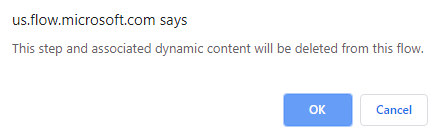 us.flow.microsoft.com says
This step and associated dynamic content will be deleted from this flow.
OK Cancel